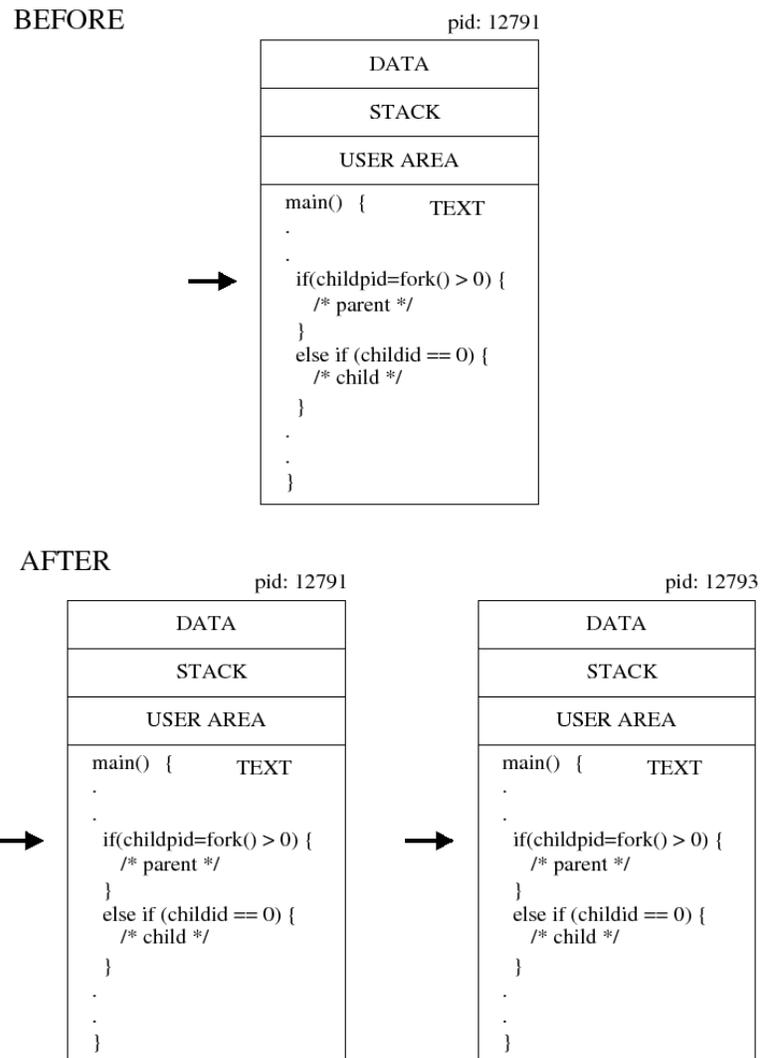 BEFORE
pid: 12791
DATA
STACK
USER AREA
main() {
TEXT
.
.
if(childpid=fork() > 0) {
/* parent */
}
else if (childid == 0) {
/* child */
}
.
.
}
AFTER
pid: 12791
DATA
STACK
USER AREA
main() {
TEXT
.
.
if(childpid=fork() > 0) {
/* parent */
}
else if (childid == 0) {
/* child */
}
.
.
}
pid: 12793
DATA
STACK
USER AREA
main() {
TEXT
.
.
if(childpid=fork() > 0) {
/* parent */
}
else if (childid == 0) {
/* child */
}
.
.
}